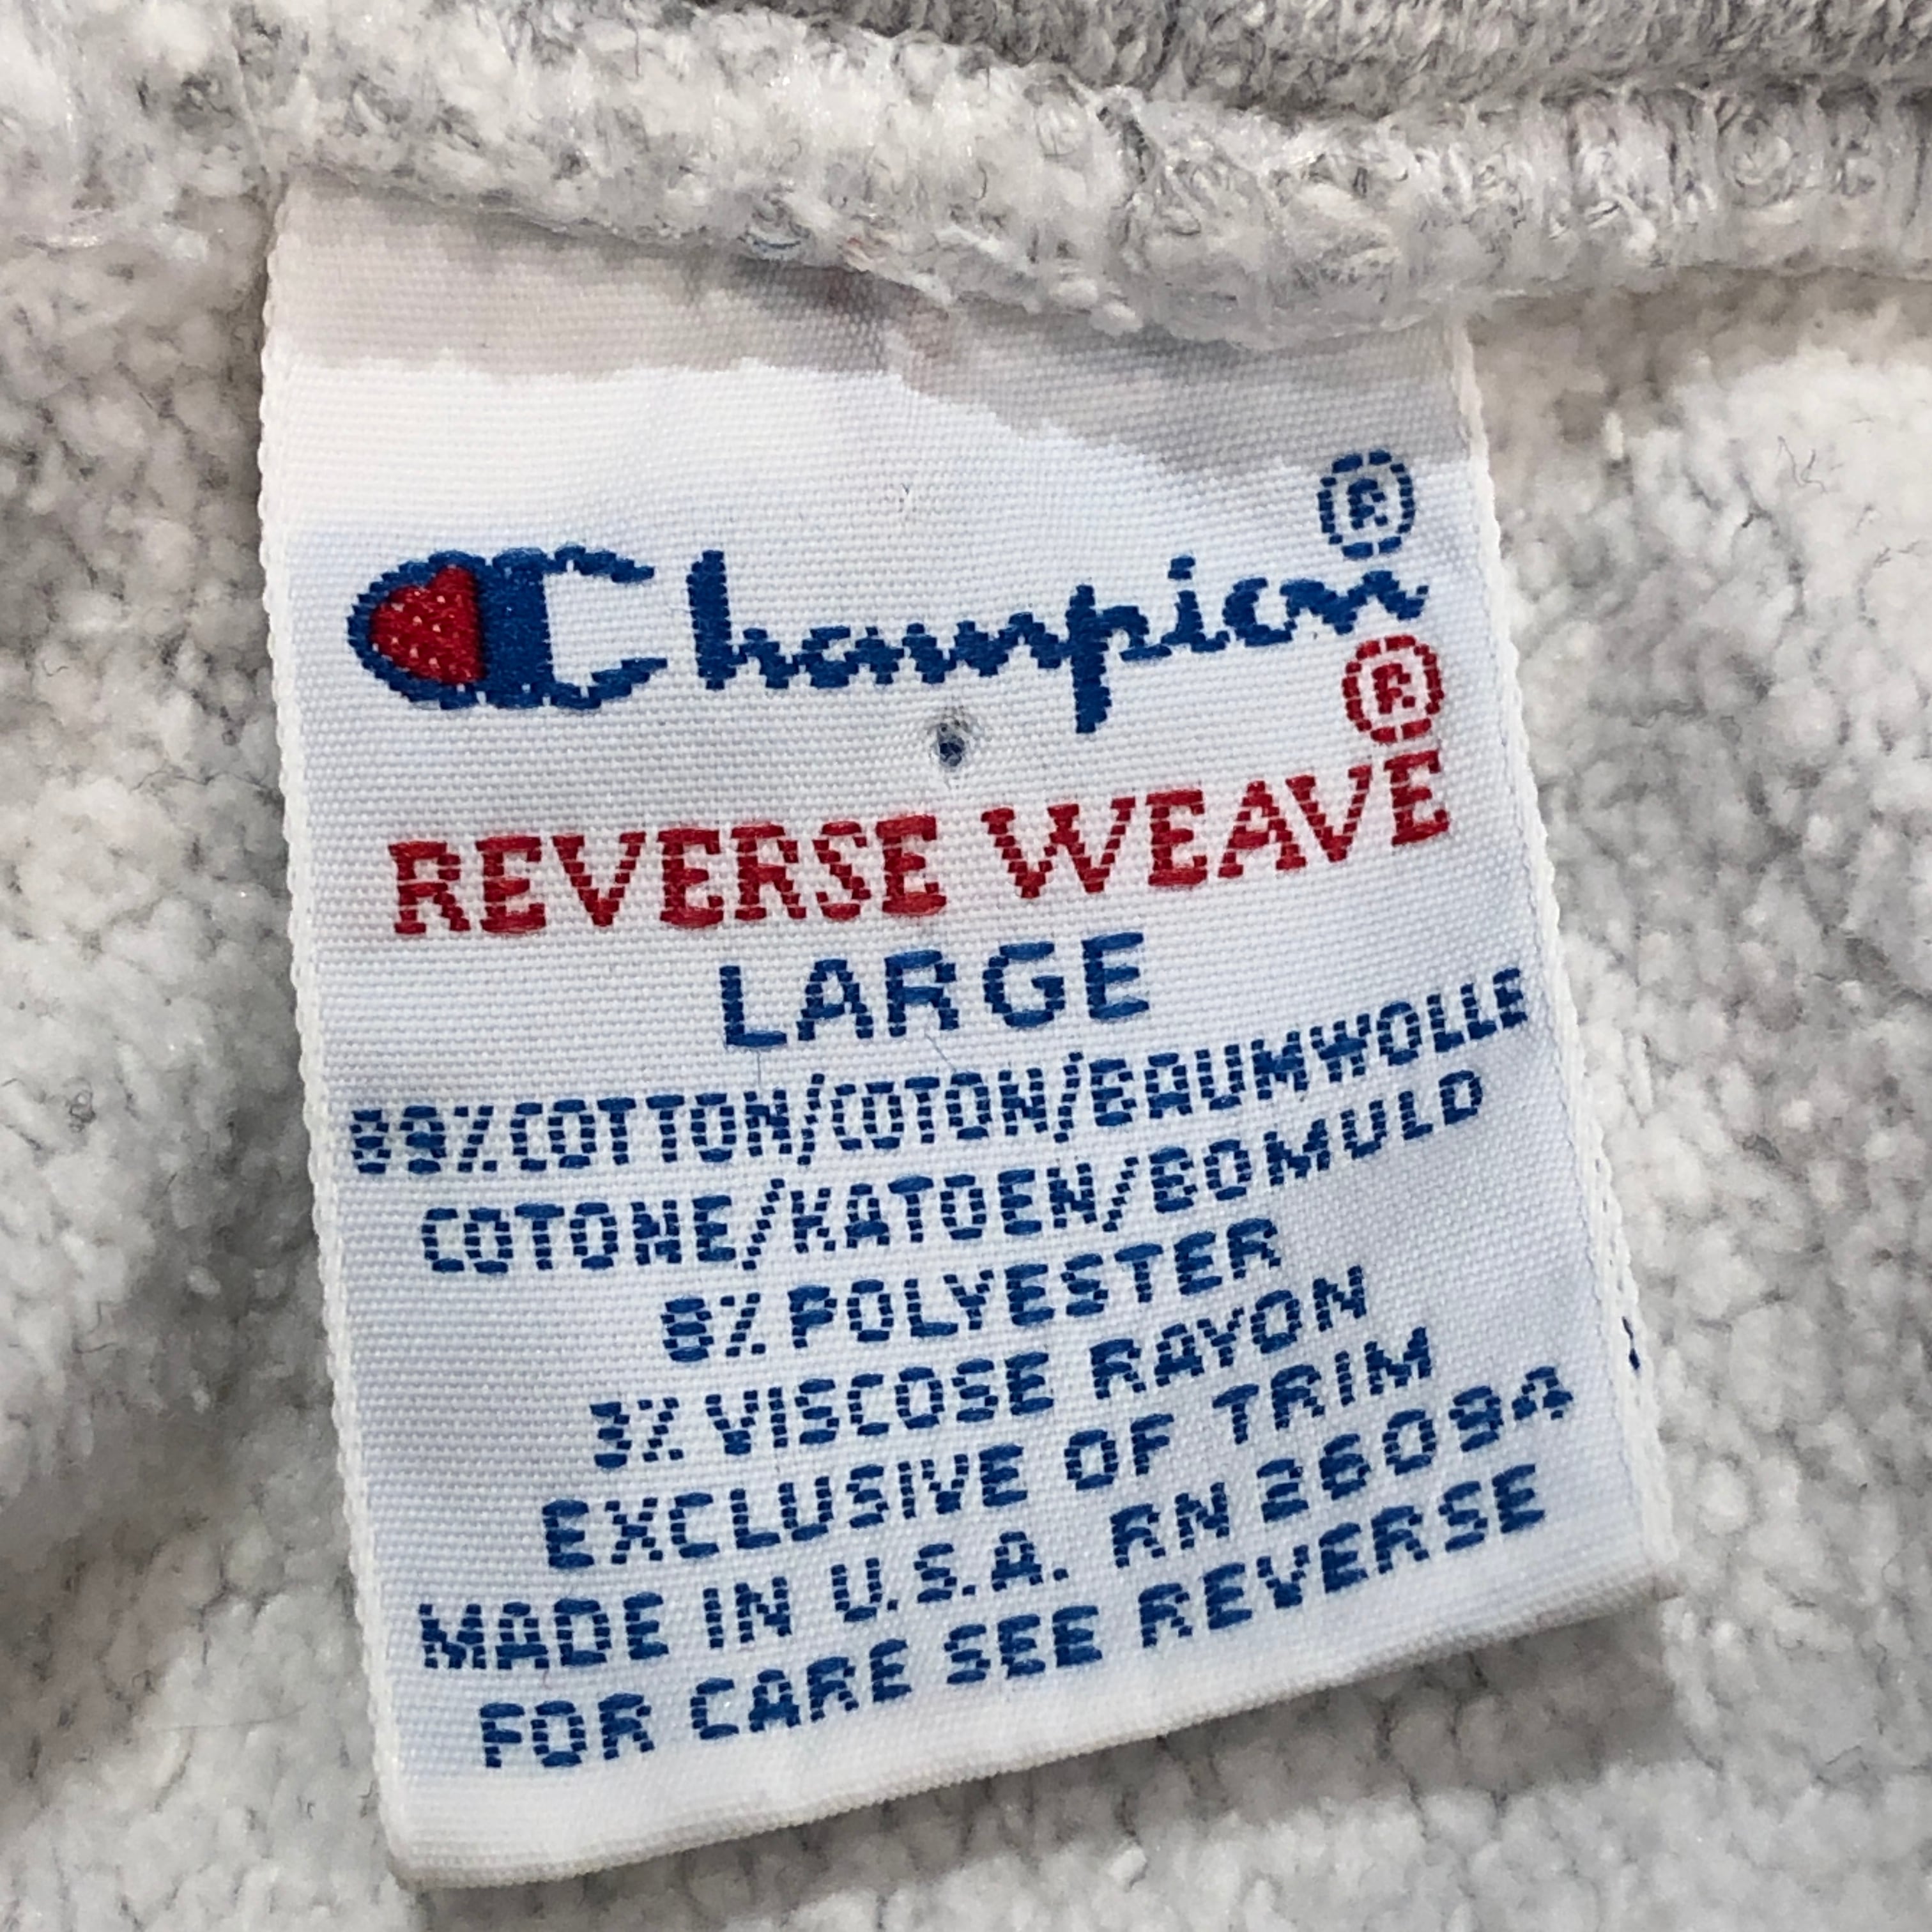 Champion®
®
REVERSE WEAVE
LARGE
89% COTTON/COTON/BAUMWOLLE
COTONE/KATOEN/BOMULD
8% POLYESTER
3% VISCOSE RAYON
EXCLUSIVE OF TRIM
MADE IN U.S.A. RN 26094
FOR CARE SEE REVERSE